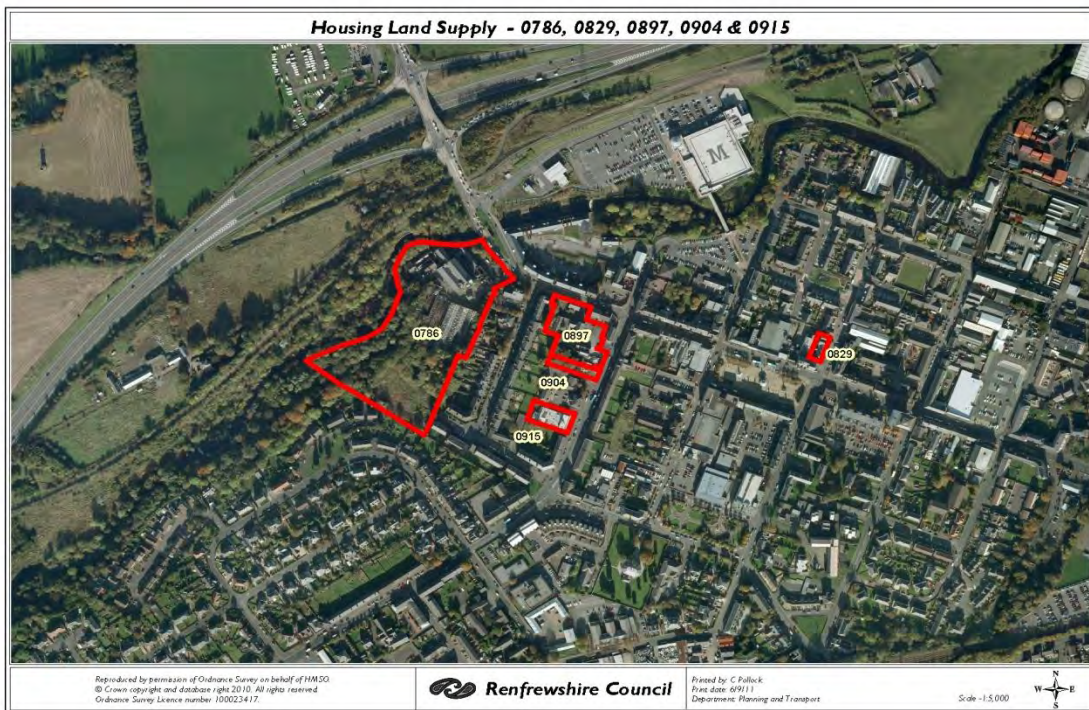 Housing Land Supply - 0786, 0829, 0897, 0904 & 0915
M
0786
0897
0829
0904
0915
Reproduced by permission of Ordnance Survey on behalf of HMSO.
© Crown copyright and database right 2010. All rights reserved.
Ordnance Survey Licence number 100023417.
Renfrewshire Council
Printed by: C Pollock
Print date: 6/9/11
Department: Planning and Transport
Scale -1:5,000
N
W E
S